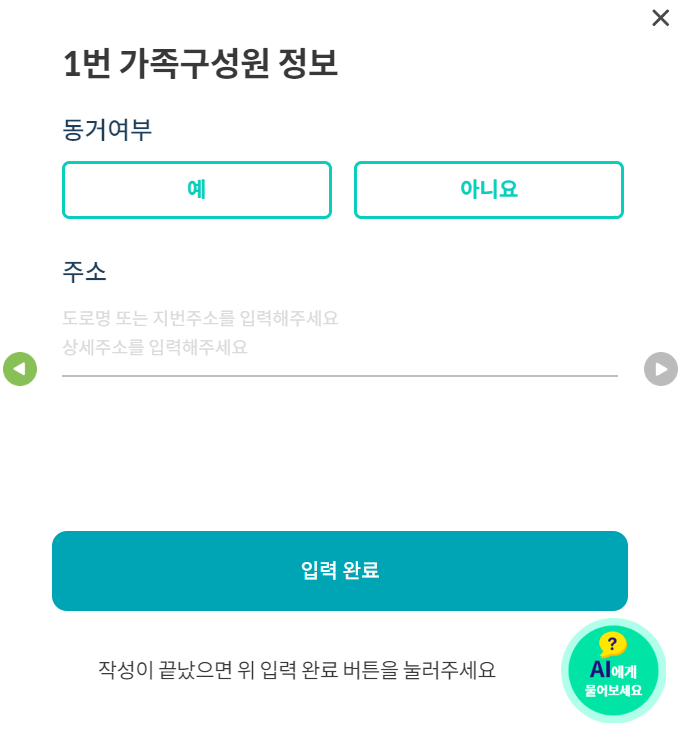 1번 가족구성원 정보
동거여부
예
아니요
주소
도로명 또는 지번주소를 입력해주세요
상세주소를 입력해주세요
입력 완료
작성이 끝났으면 위 입력 완료 버튼을 눌러주세요
?
AI에게
물어보세요